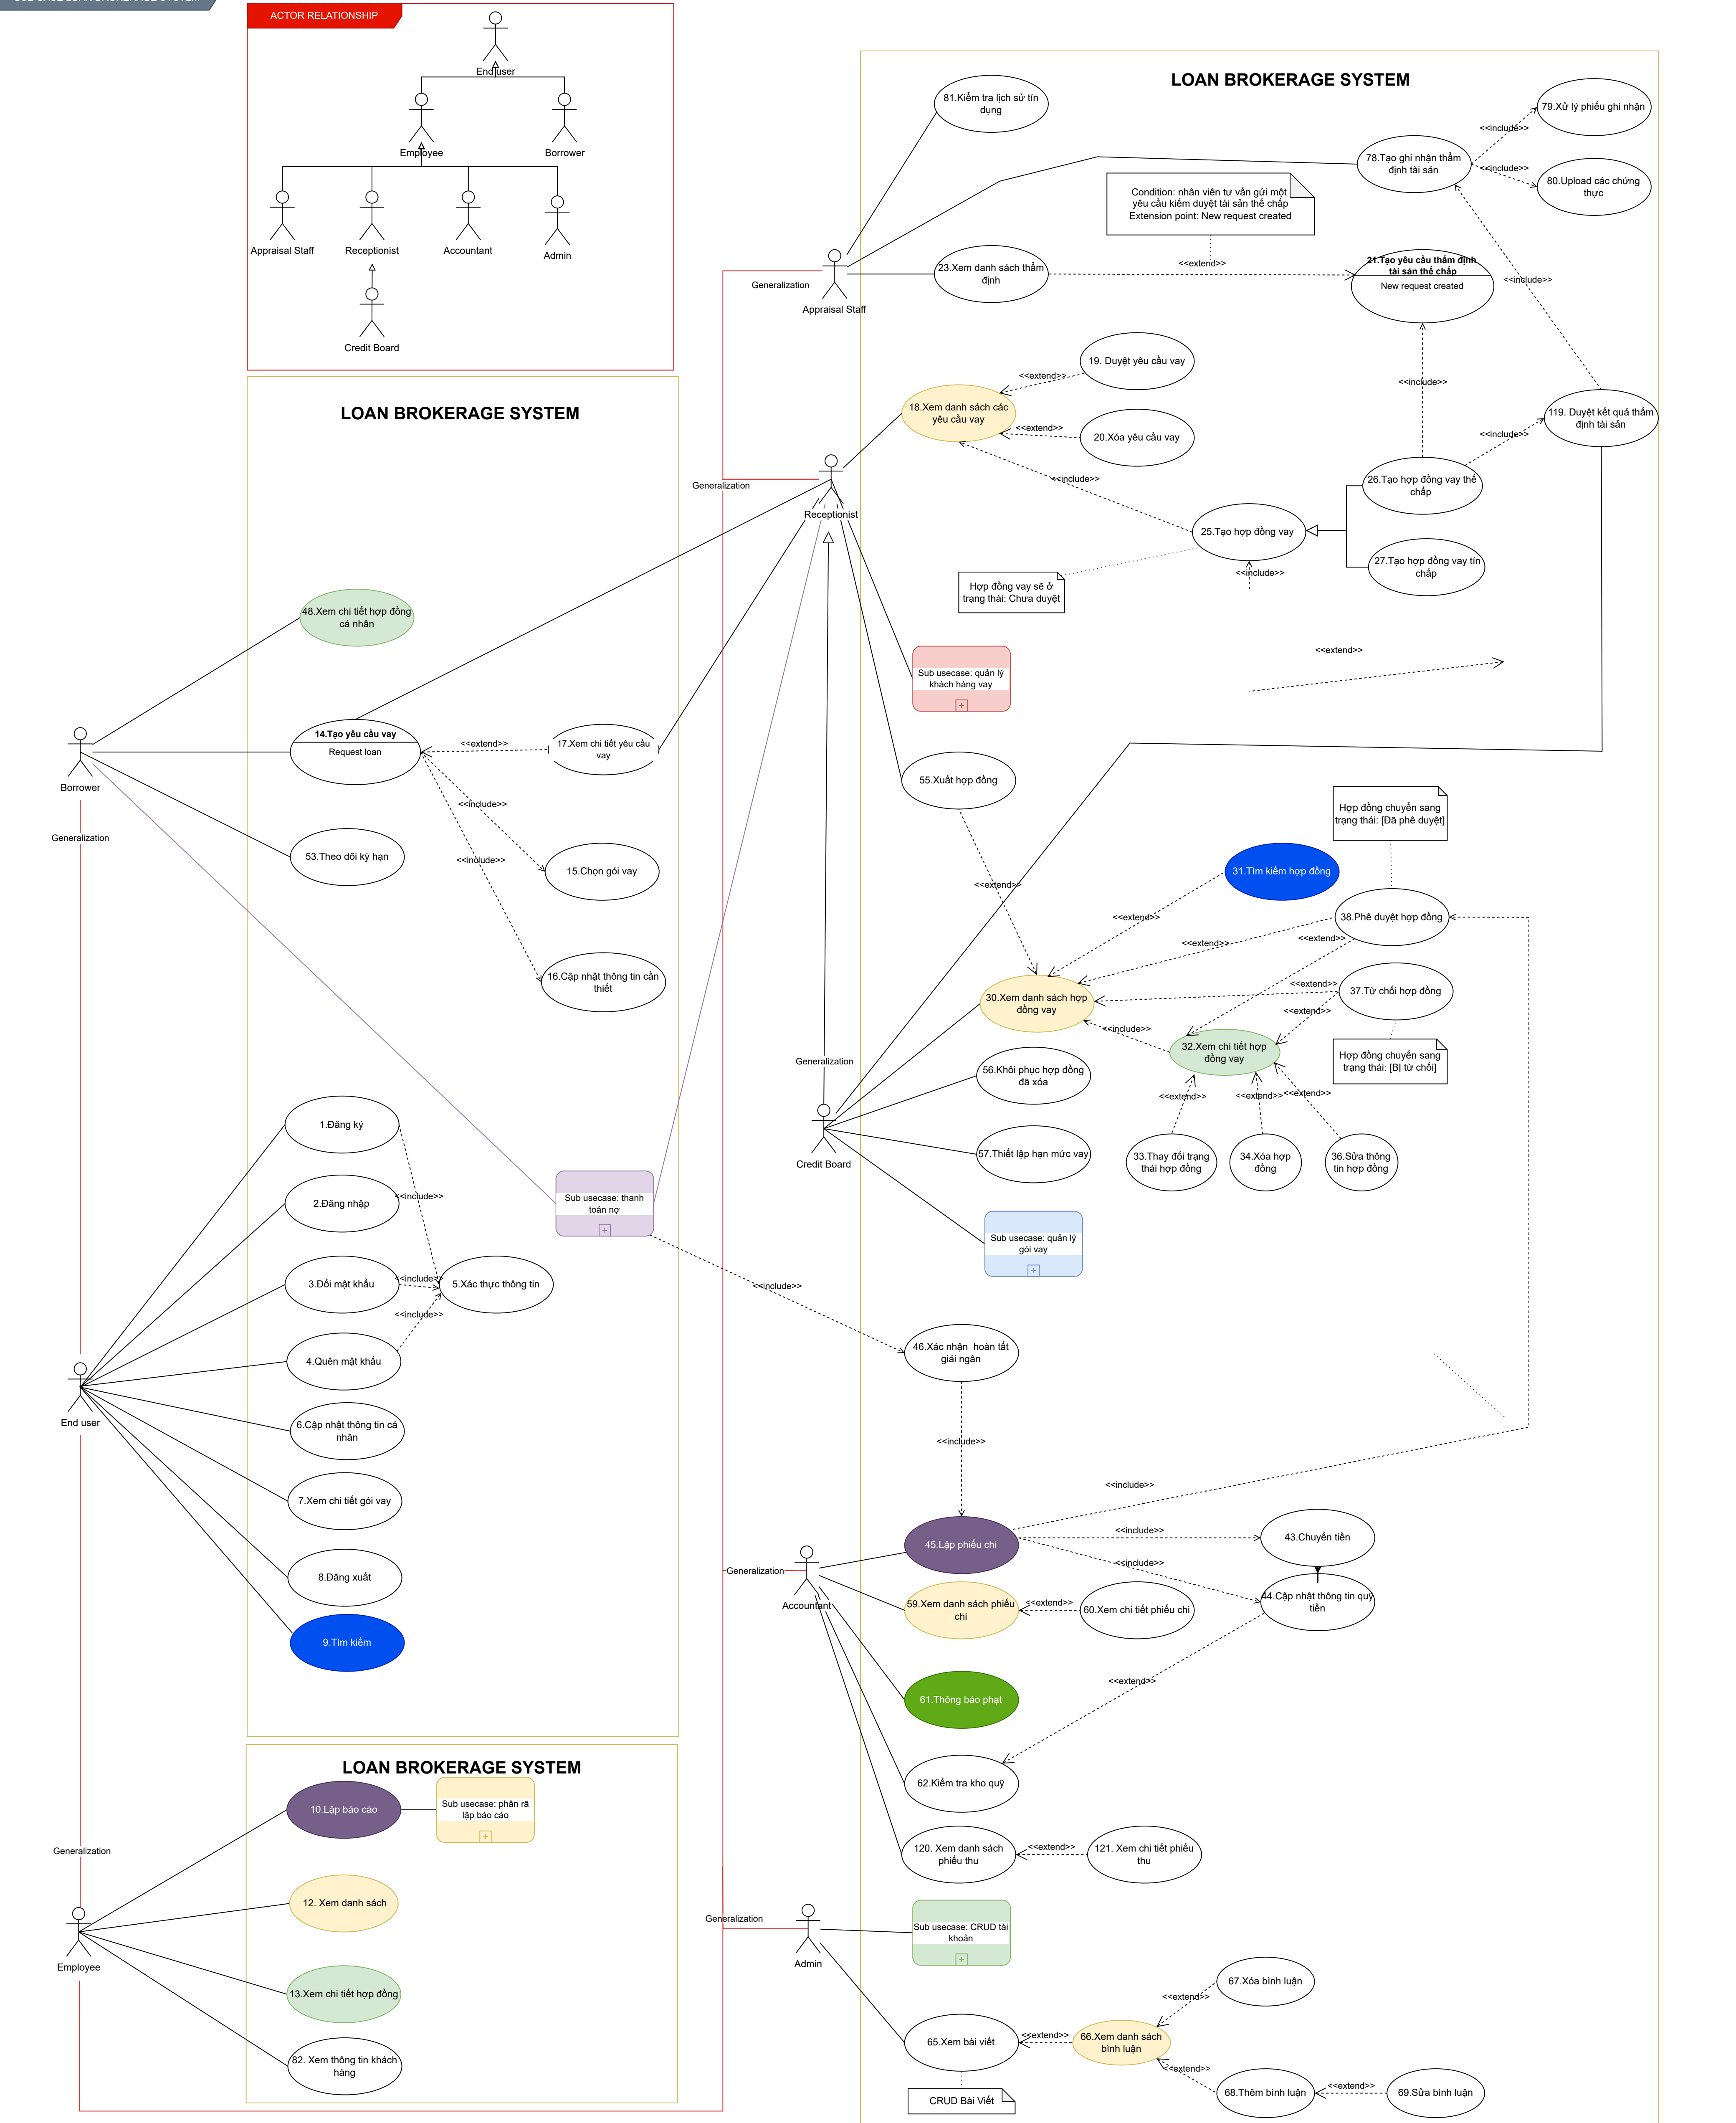 USE CASE LOAN BROKERAGE SYSTEM
ACTOR RELATIONSHIP
End user
Employee
Borrower
Appraisal Staff
Receptionist
Accountant
Admin
Credit Board
LOAN BROKERAGE SYSTEM
48.Xem chi tiết hợp đồng
cá nhân
14.Tạo yêu cầu vay
Request loan
<<extend>>
17.Xem chi tiết yêu cầu
vay
<<include>>
<<include>>
53.Theo dõi kỳ hạn
15.Chọn gói vay
16.Cập nhật thông tin cần
thiết
Borrower
Generalization
1.Đăng ký
2.Đăng nhập
<<include>>
3.Đổi mật khẩu
<<include>>
5.Xác thực thông tin
<<include>>
4.Quên mật khẩu
6.Cập nhật thông tin cá
nhân
7.Xem chi tiết gói vay
8.Đăng xuất
9.Tìm kiếm
End user
Sub usecase: thanh
toán nợ
<<include>>
LOAN BROKERAGE SYSTEM
10.Lập báo cáo
Sub usecase: phân rã
lập báo cáo
12. Xem danh sách
13.Xem chi tiết hợp đồng
82. Xem thông tin khách
hàng
Generalization
Employee
LOAN BROKERAGE SYSTEM
81.Kiểm tra lịch sử tín
dụng
79.Xử lý phiếu ghi nhận
<<include>>
78.Tạo ghi nhận thẩm
định tài sản
<<include>>
80.Upload các chứng
thực
Condition: nhân viên tư vấn gửi một
yêu cầu kiểm duyệt tài sản thế chấp
Extension point: New request created
Generalization
Appraisal Staff
23.Xem danh sách thẩm
định
<<extend>>
21.Tạo yêu cầu thẩm định
tài sản thế chấp
New request created
<<include>>
19. Duyệt yêu cầu vay
<<extend>>
18.Xem danh sách các
yêu cầu vay
<<extend>>
20.Xóa yêu cầu vay
<<include>>
<<include>>
119. Duyệt kết quả thẩm
định tài sản
<<include>>
26.Tạo hợp đồng vay thế
chấp
Generalization
Receptionist
25.Tạo hợp đồng vay
27.Tạo hợp đồng vay tín
chấp
<<include>>
Hợp đồng vay sẽ ở
trạng thái: Chưa duyệt
<<extend>>
Sub usecase: quản lý
khách hàng vay
55.Xuất hợp đồng
Hợp đồng chuyển sang
trạng thái: [Đã phê duyệt]
31.Tìm kiếm hợp đồng
<<extend>>
<<extend>>
38.Phê duyệt hợp đồng
<<extend>>
<<extend>>
30.Xem danh sách hợp
đồng vay
<<extend>>
37.Từ chối hợp đồng
<<extend>>
<<include>>
32.Xem chi tiết hợp
đồng vay
Hợp đồng chuyển sang
trạng thái: [Bị từ chối]
Generalization
56.Khôi phục hợp đồng
đã xóa
<<extend>>
<<extend>>
<<extend>>
57.Thiết lập hạn mức vay
33.Thay đổi trạng
thái hợp đồng
34.Xóa hợp
đồng
36.Sửa thông
tin hợp đồng
Credit Board
Sub usecase: quản lý
gói vay
46.Xác nhận  hoàn tất
giải ngân
<<include>>
<<include>>
45.Lập phiếu chi
<<include>>
43.Chuyển tiền
<<include>>
Generalization
Accountant
59.Xem danh sách phiếu
chi
<<extend>>
60.Xem chi tiết phiếu chi
44.Cập nhật thông tin quỹ
tiền
<<extend>>
61.Thông báo phạt
62.Kiểm tra kho quỹ
120. Xem danh sách
phiếu thu
<<extend>>
121. Xem chi tiết phiếu
thu
Generalization
Admin
Sub usecase: CRUD tài
khoản
67.Xóa bình luận
<<extend>>
65.Xem bài viết
<<extend>>
66.Xem danh sách
bình luận
<<extend>>
68.Thêm bình luận
<<extend>>
69.Sửa bình luận
CRUD Bài Viết